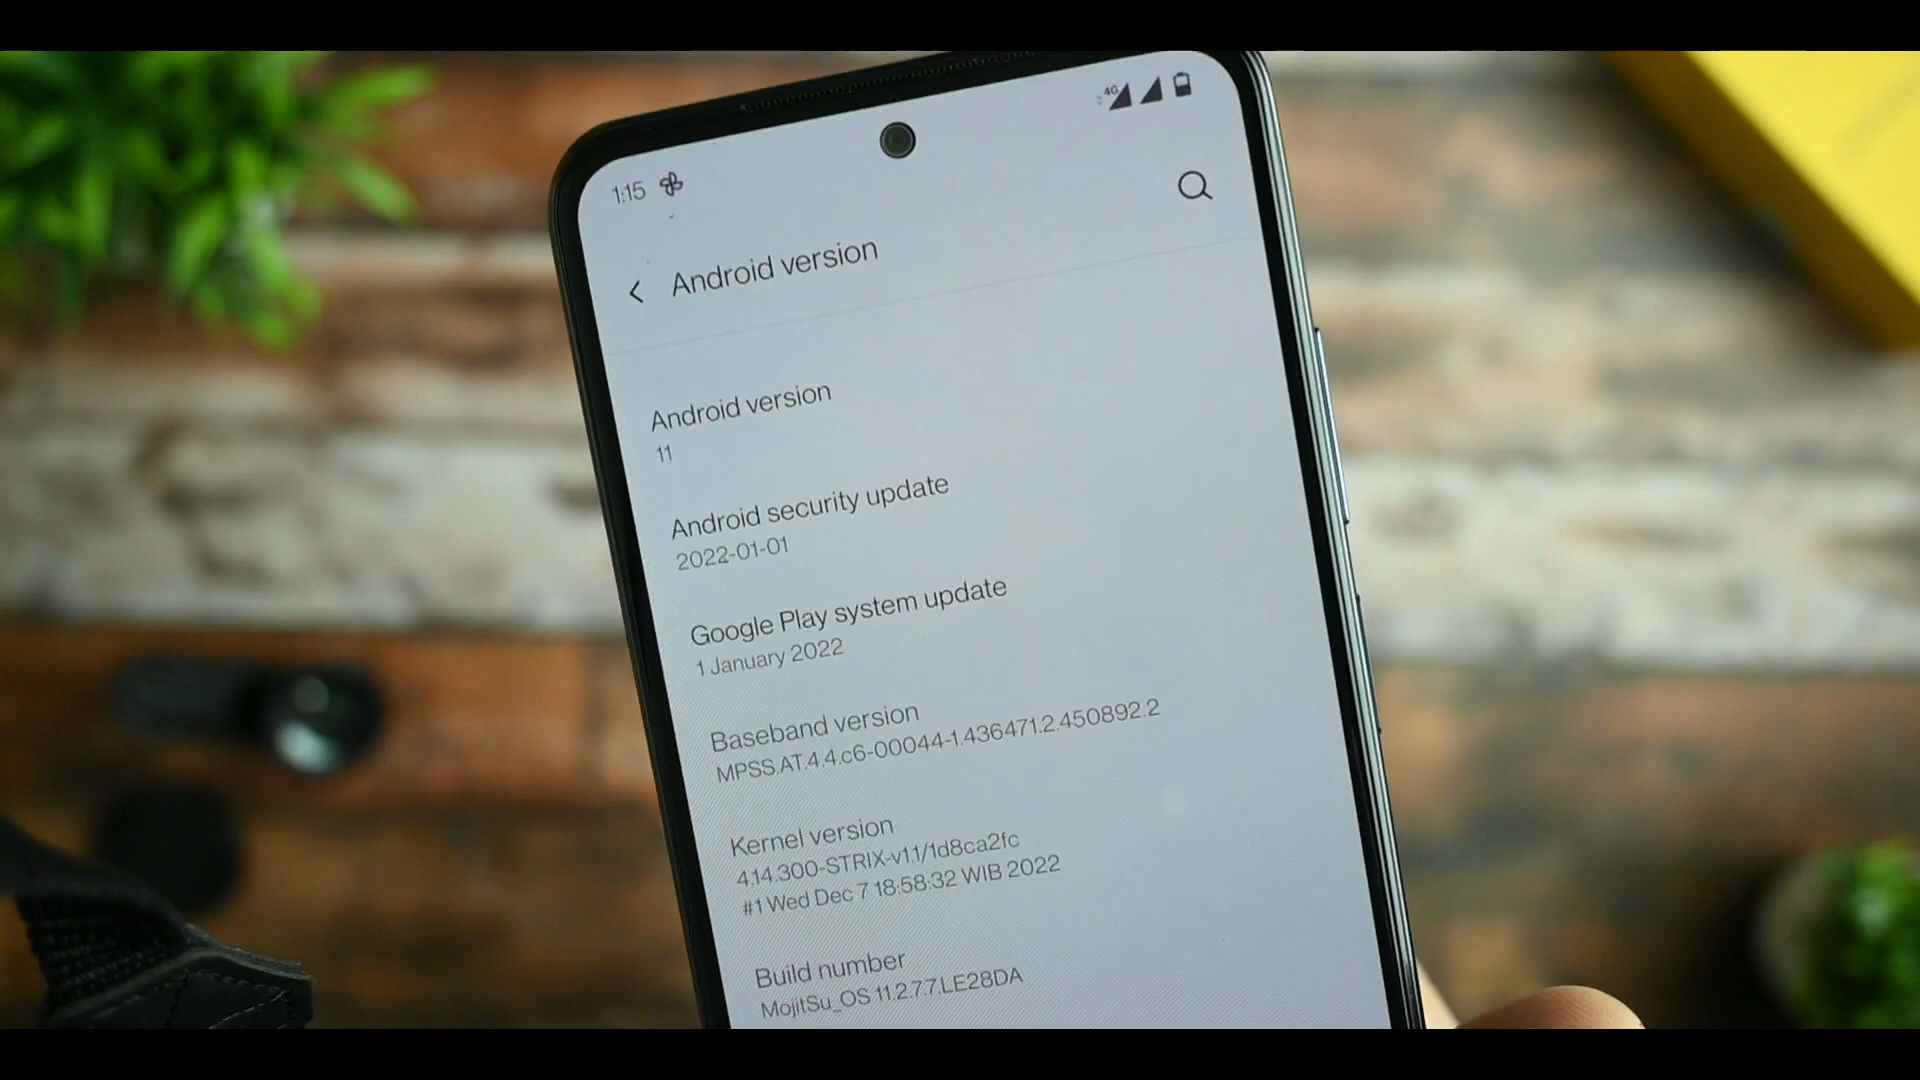 4G
1:15
Android version
Android version
11
Android security update
2022-01-01
Google Play system update
1 January 2022
Baseband version
MPSS.AT.4.4.c6-00044-1.436471.2.450892.2
Kernel version
4.14.300-STRIX-v1.1/1d8ca2fc
#1 Wed Dec 7 18:58:32 WIB 2022
Build number
MojitSu_OS 11.2.7.7.LE28DA